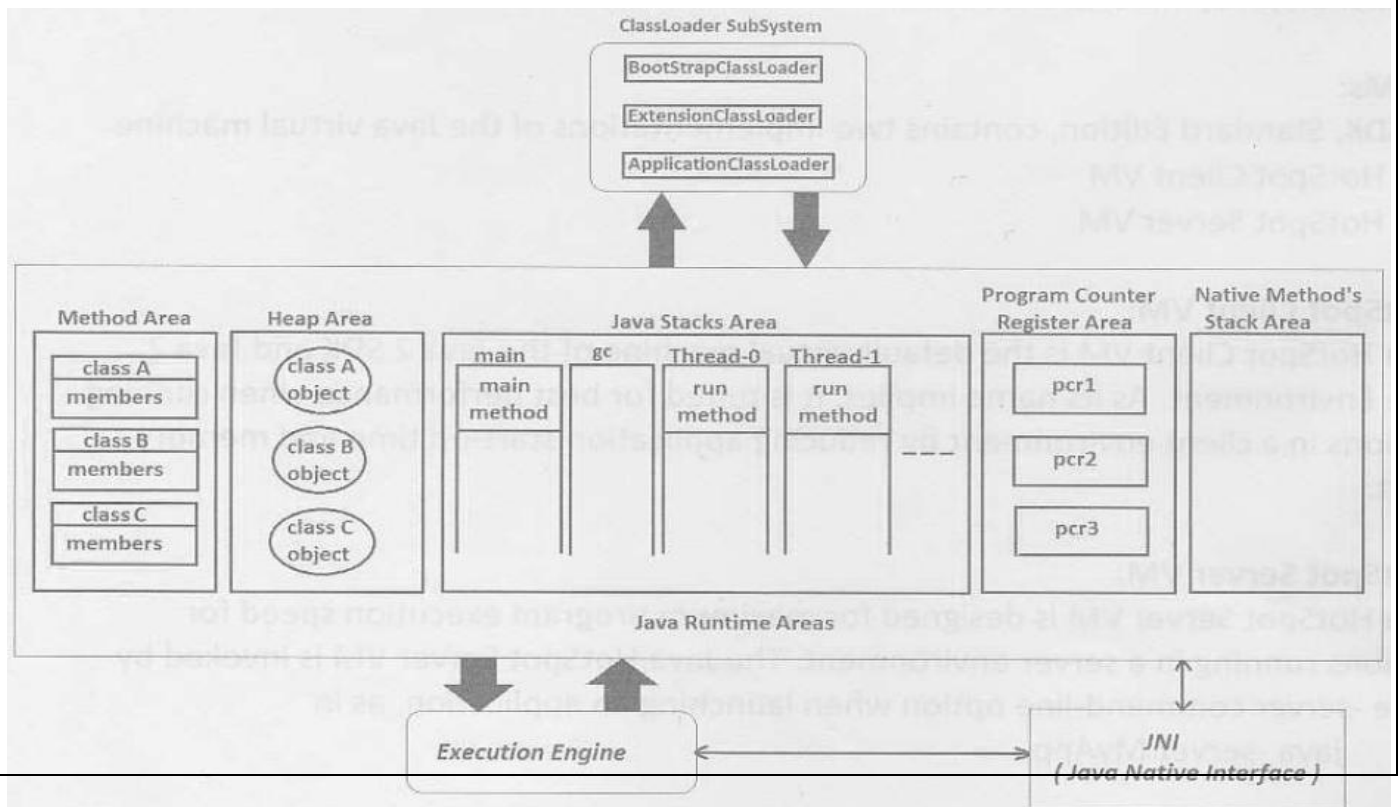 ClassLoader SubSystem
BootStrapClassLoader
ExtensionClassLoader
ApplicationClassLoader
Method Area
class A
members
class B
members
class C
members
Heap Area
class A
object
class B
object
class C
object
Java Stacks Area
main
main
method
gc
Thread-0
run
method
Thread-1
run
method
Program Counter
Register Area
pcr1
pcr2
pcr3
Native Method's
Stack Area
Java Runtime Areas
Execution Engine
JNI
( Java Native Interface )